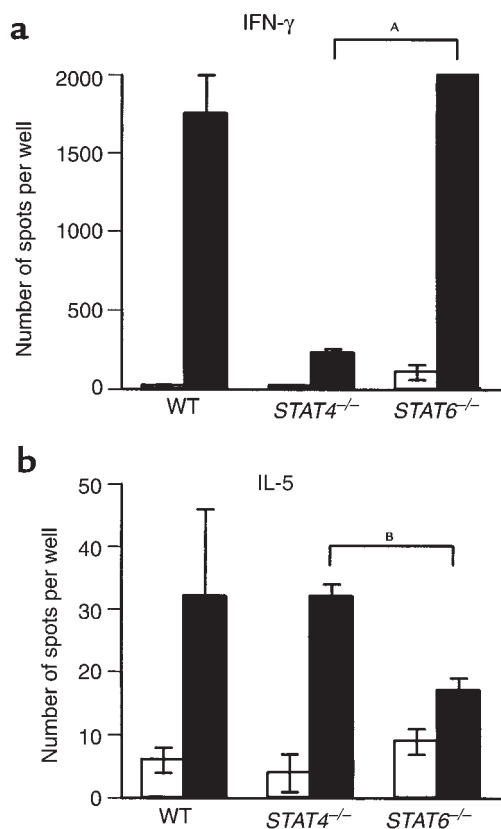 a
IFN-γ
A
Number of spots per well
2000
1500
1000
500
0
WT
STAT4−/−
STAT6−/−
b
IL-5
B
Number of spots per well
50
40
30
20
10
0
WT
STAT4−/−
STAT6−/−